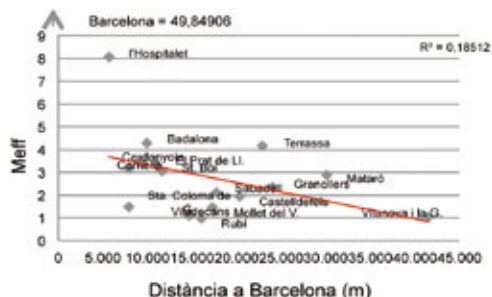 Barcelona = 49,84906
R² = 0,18512
9
8
7
6
5
4
3
2
1
0
Meff
l'Hospitalet
Badalona
Terrassa
El Prat de Ll.
St. Boi
Mataró
Granollers
Sabadell
Sta. Coloma de
G.
Castelldefels
Viladecans
Mollet del V.
Vilanova i la G.
Rubí
0 5.000 10.000 15.000 20.000 25.000 30.000 35.000 40.000 45.000
Distància a Barcelona (m)